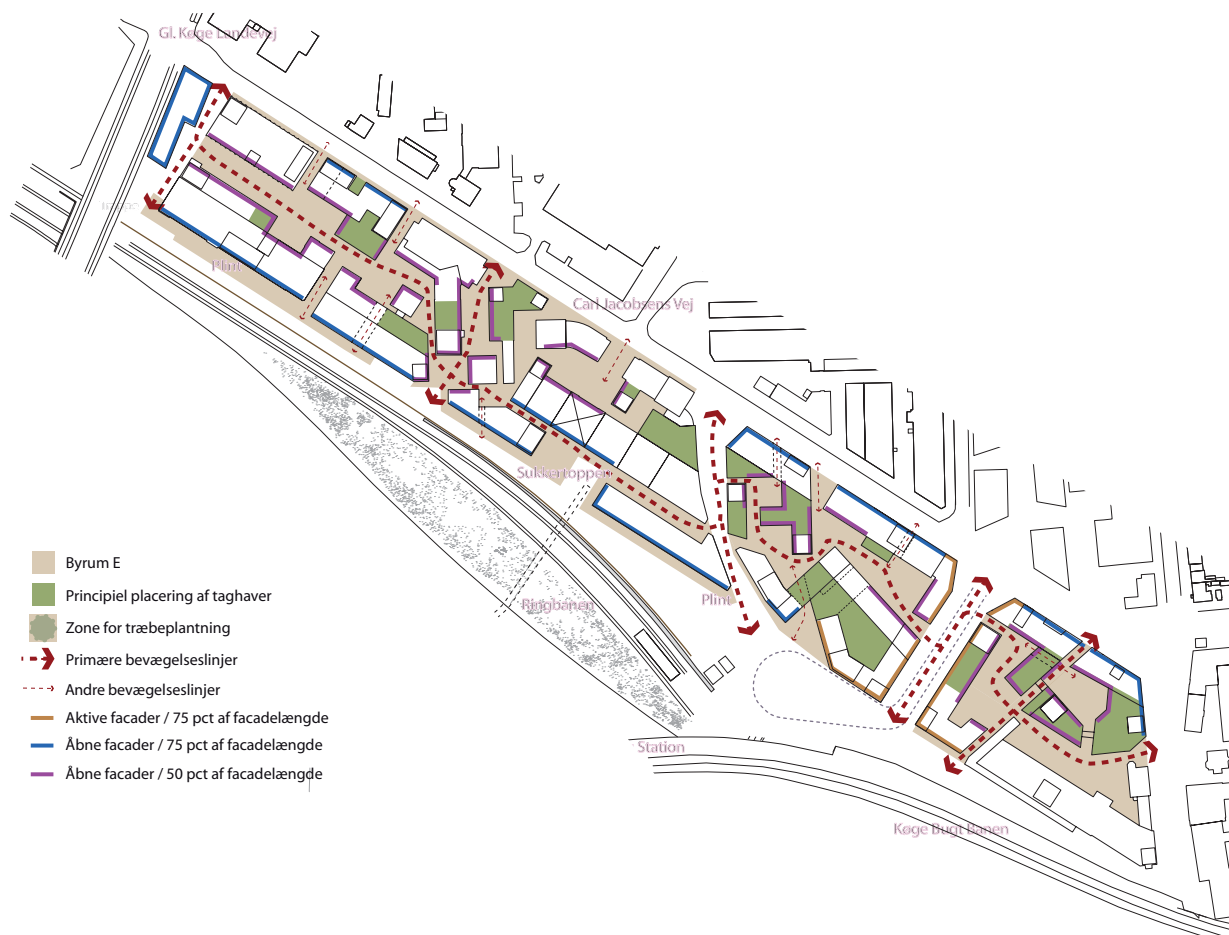 Gl. Køge Landevej
Plint
Carl Jacobsens Vej
Sukkertoppen
Ringbanen
Plint
Station
Køge Bugt Banen
Byrum E
Principiel placering af taghaver
Zone for træbeplantning
Primære bevægelseslinjer
Andre bevægelseslinjer
Aktive facader / 75 pct af facadelængde
Åbne facader / 75 pct af facadelængde
Åbne facader / 50 pct af facadelængde